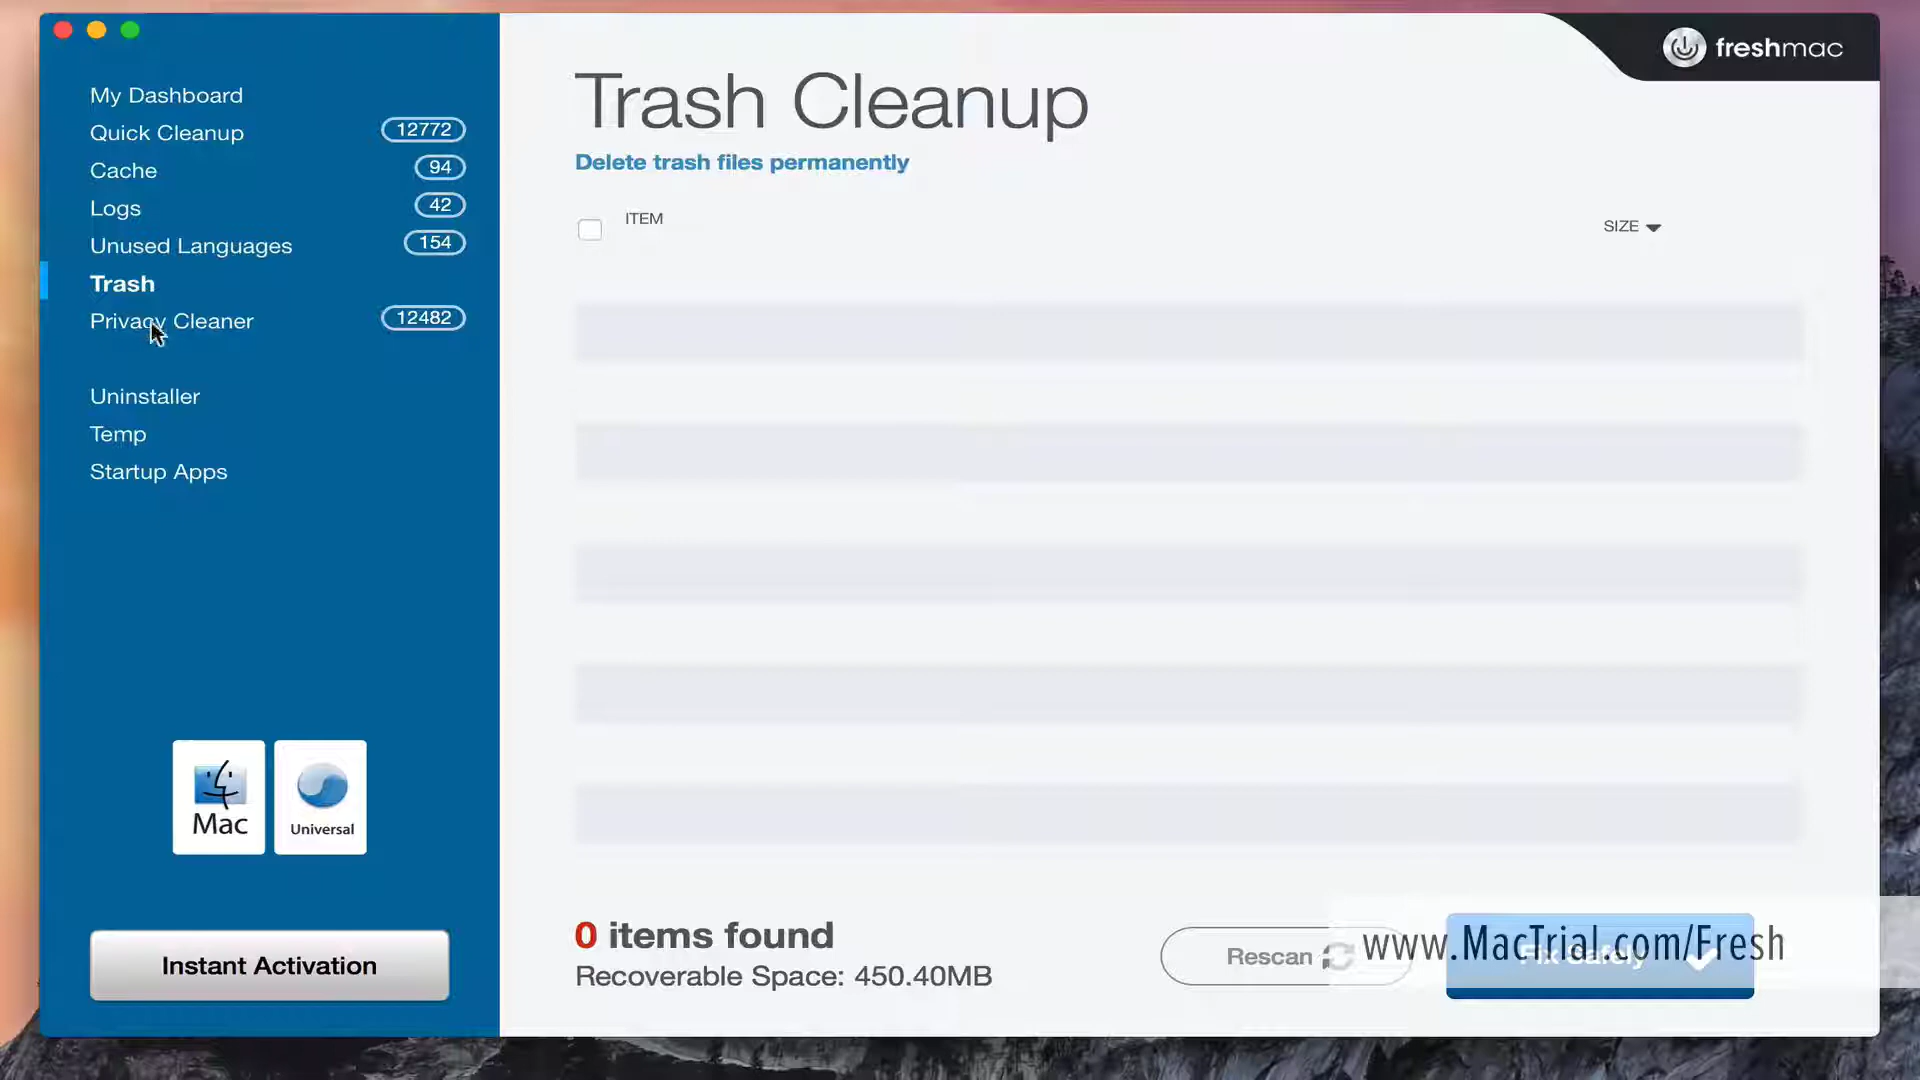 freshmac
My Dashboard
Quick Cleanup 12772
Cache 94
Logs 42
Unused Languages 154
Trash
Privacy Cleaner 12482
Uninstaller
Temp
Startup Apps
Mac
Universal
Instant Activation
Trash Cleanup
Delete trash files permanently
ITEM
SIZE
0 items found
Recoverable Space: 450.40MB
Rescan
Fix Safely
www.MacTrial.com/Fresh